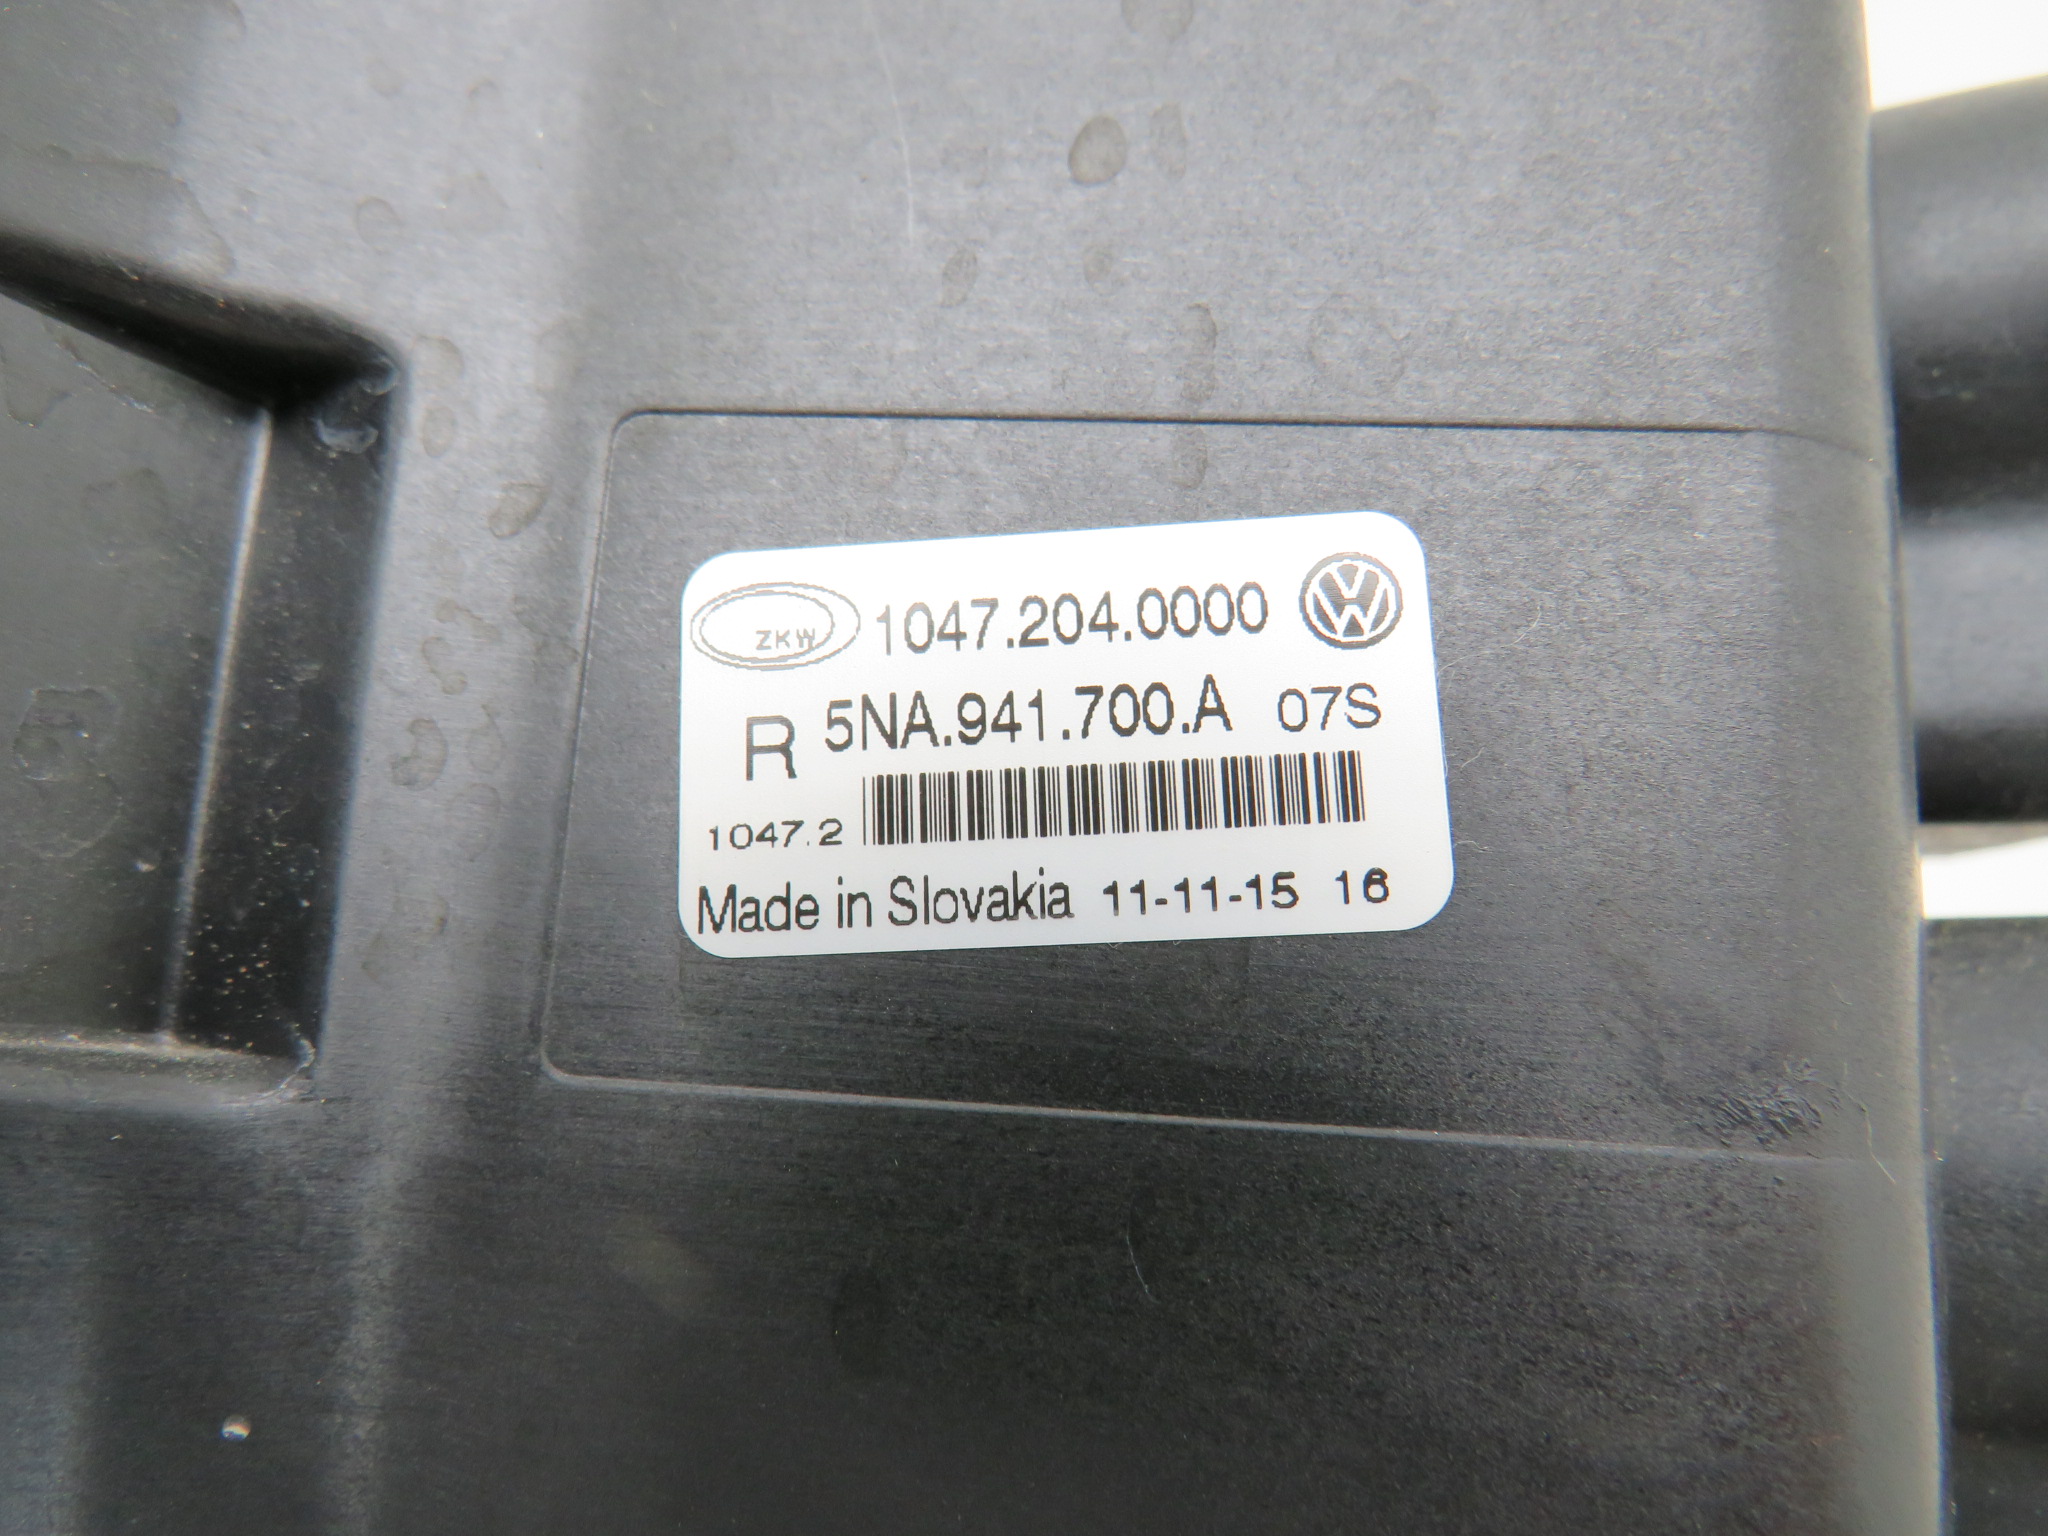 ZKW 1047.204.0000
R 5NA.941.700.A 07S
1047.2
Made in Slovakia 11-11-15 16